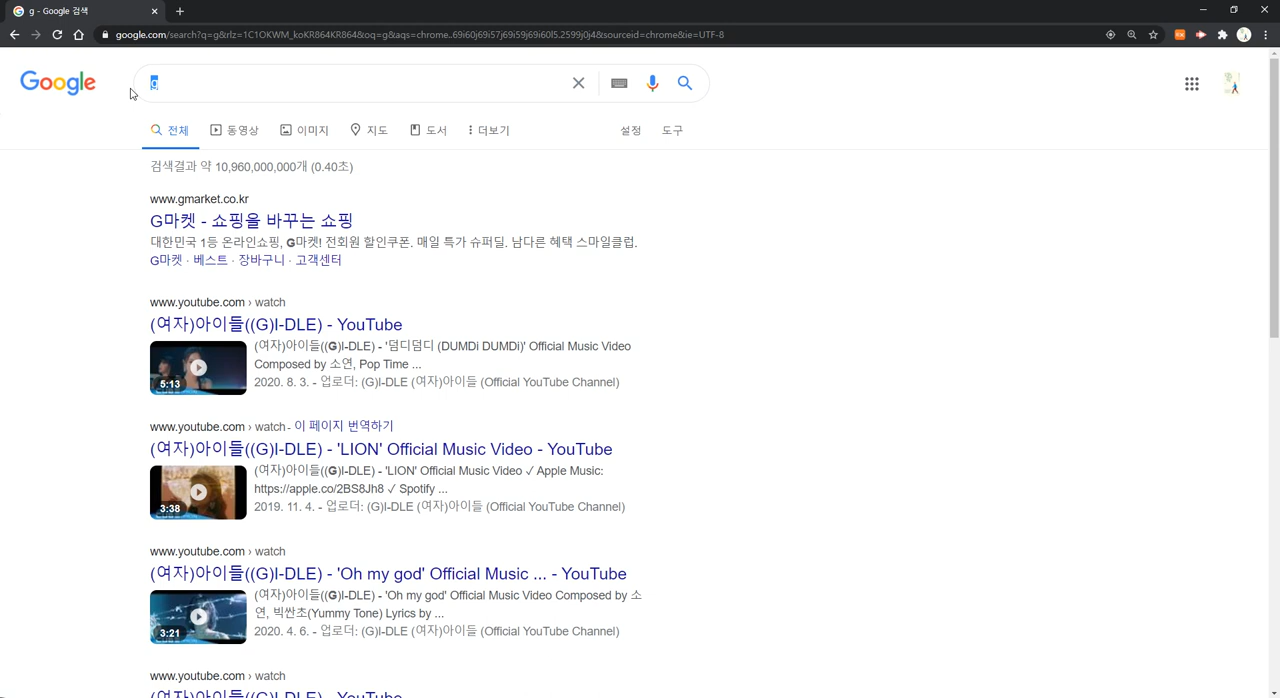 g - Google 검색
google.com/search?q=g&rlz=1C1OKWM_koKR864KR864&oq=g&aqs=chrome..69i60j69i57j69i59j69i60l5.2599j0j4&sourceid=chrome&ie=UTF-8
Google
g
전체 동영상 이미지 지도 도서 더보기 설정 도구
검색결과 약 10,960,000,000개 (0.40초)
www.gmarket.co.kr
G마켓 - 쇼핑을 바꾸는 쇼핑
대한민국 1등 온라인쇼핑, G마켓! 전회원 할인쿠폰. 매일 특가 슈퍼딜. 남다른 혜택 스마일클럽.
G마켓 · 베스트 · 장바구니 · 고객센터
www.youtube.com › watch
(여자)아이들((G)I-DLE) - YouTube
(여자)아이들((G)I-DLE) - '덤디덤디 (DUMDi DUMDi)' Official Music Video
Composed by 소연, Pop Time ...
5:13
2020. 8. 3. - 업로더: (G)I-DLE (여자)아이들 (Official YouTube Channel)
www.youtube.com › watch - 이 페이지 번역하기
(여자)아이들((G)I-DLE) - 'LION' Official Music Video - YouTube
(여자)아이들((G)I-DLE) - 'LION' Official Music Video ✓ Apple Music:
https://apple.co/2BS8Jh8 ✓ Spotify ...
3:38
2019. 11. 4. - 업로더: (G)I-DLE (여자)아이들 (Official YouTube Channel)
www.youtube.com › watch
(여자)아이들((G)I-DLE) - 'Oh my god' Official Music ... - YouTube
(여자)아이들((G)I-DLE) - 'Oh my god' Official Music Video Composed by 소
연, 빅싼초(Yummy Tone) Lyrics by ...
3:21
2020. 4. 6. - 업로더: (G)I-DLE (여자)아이들 (Official YouTube Channel)
www.youtube.com › watch
(여자)아이들((G)I-DLE) - YouTube